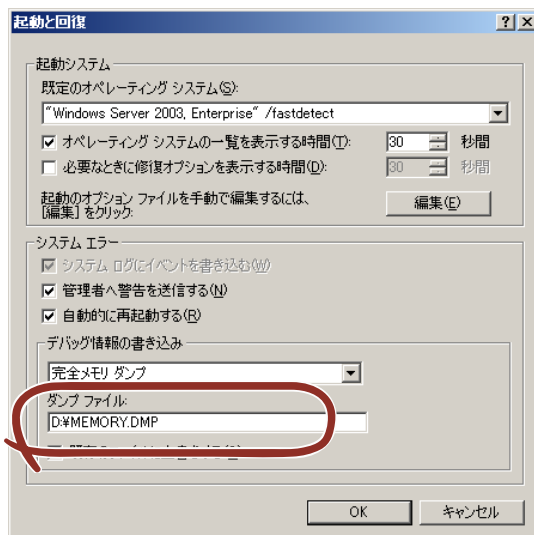 起動と回復
起動システム
既定のオペレーティング システム(S):
"Windows Server 2003, Enterprise" /fastdetect
オペレーティング システムの一覧を表示する時間(T): 30 秒間
必要なときに修復オプションを表示する時間(D): 30 秒間
起動のオプション ファイルを手動で編集するには、
[編集] をクリック: 編集(E)
システム エラー
システム ログにイベントを書き込む(W)
管理者へ警告を送信する(N)
自動的に再起動する(R)
デバッグ情報の書き込み
完全メモリ ダンプ
ダンプ ファイル:
D:¥MEMORY.DMP
OK キャンセル